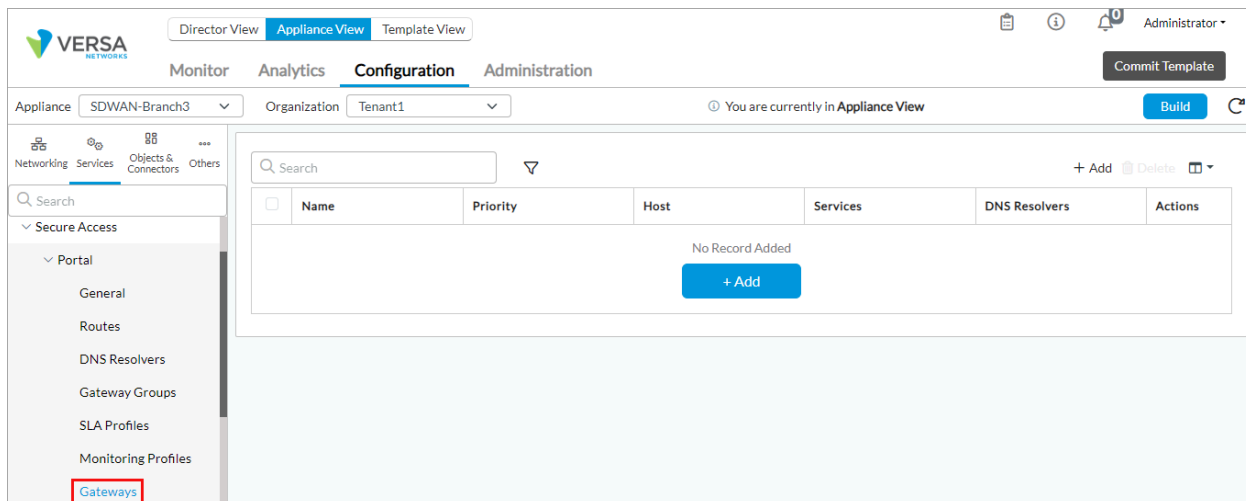 VERSA
NETWORKS
Director View Appliance View Template View
0
Administrator
Monitor Analytics Configuration Administration
Commit Template
Appliance SDWAN-Branch3 Organization Tenant1 You are currently in Appliance View Build
Networking Services Objects & Connectors Others
Search
Secure Access
Portal
General
Routes
DNS Resolvers
Gateway Groups
SLA Profiles
Monitoring Profiles
Gateways
Search
+ Add Delete
Name Priority Host Services DNS Resolvers Actions
No Record Added
+ Add